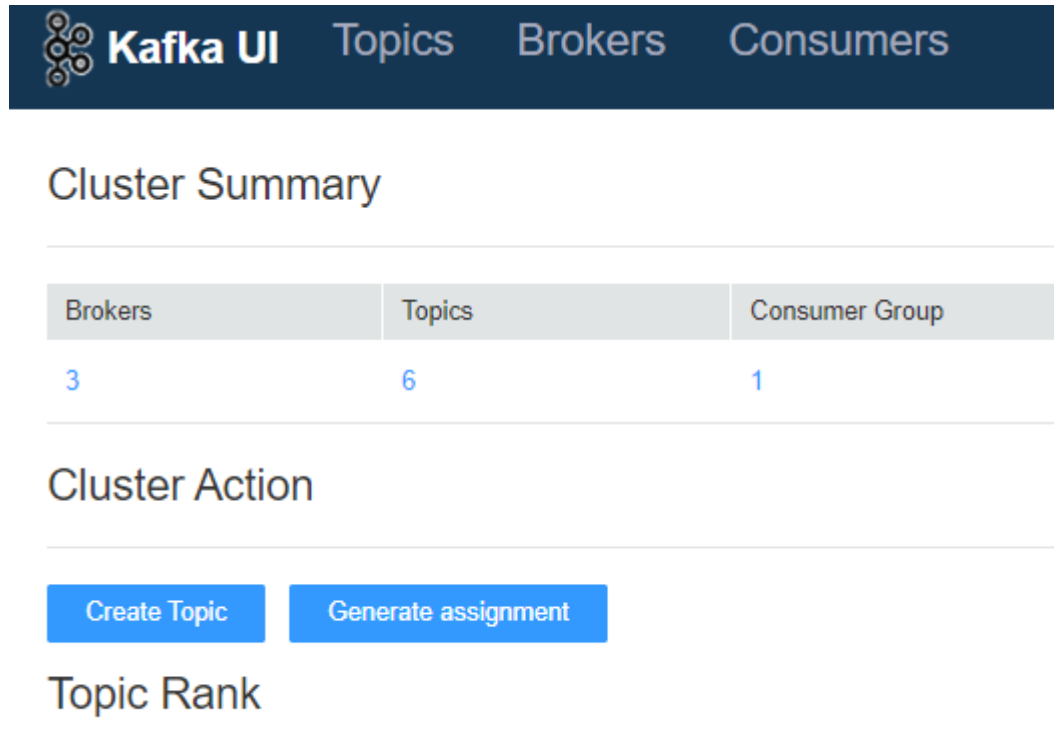 Kafka UI Topics Brokers Consumers
Cluster Summary
Brokers Topics Consumer Group
3 6 1
Cluster Action
Create Topic Generate assignment
Topic Rank